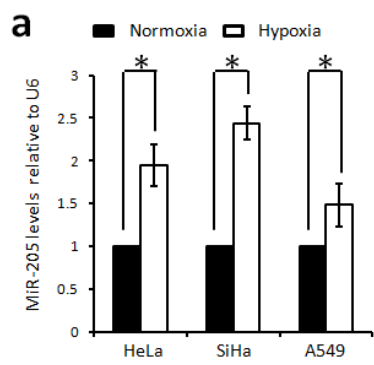 a
Normoxia Hypoxia
* * *
MiR-205 levels relative to U6
3
2.5
2
1.5
1
0.5
0
HeLa SiHa A549